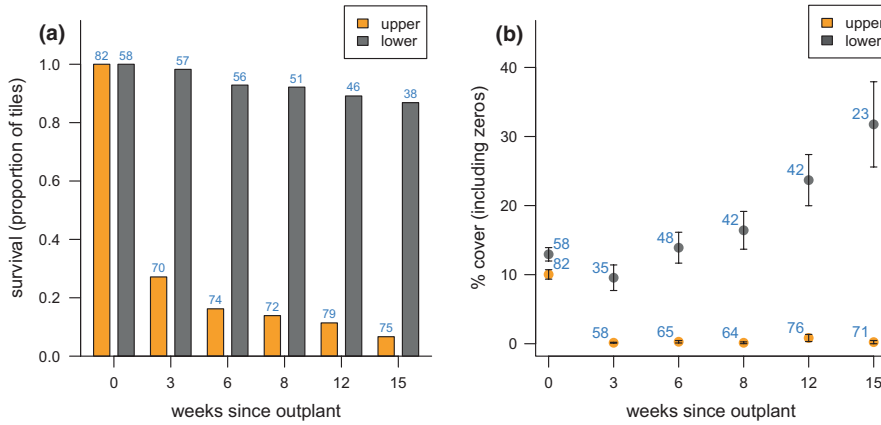 (a)
upper
lower
82 58 57 56 51 46 38
70 74 72 79 75
1.0
0.8
0.6
0.4
0.2
0.0
survival (proportion of tiles)
0 3 6 8 12 15
weeks since outplant
(b)
upper
lower
40
30
20
10
0
% cover (including zeros)
58 35 48 42 42 23
82 58 65 64 76 71
0 3 6 8 12 15
weeks since outplant